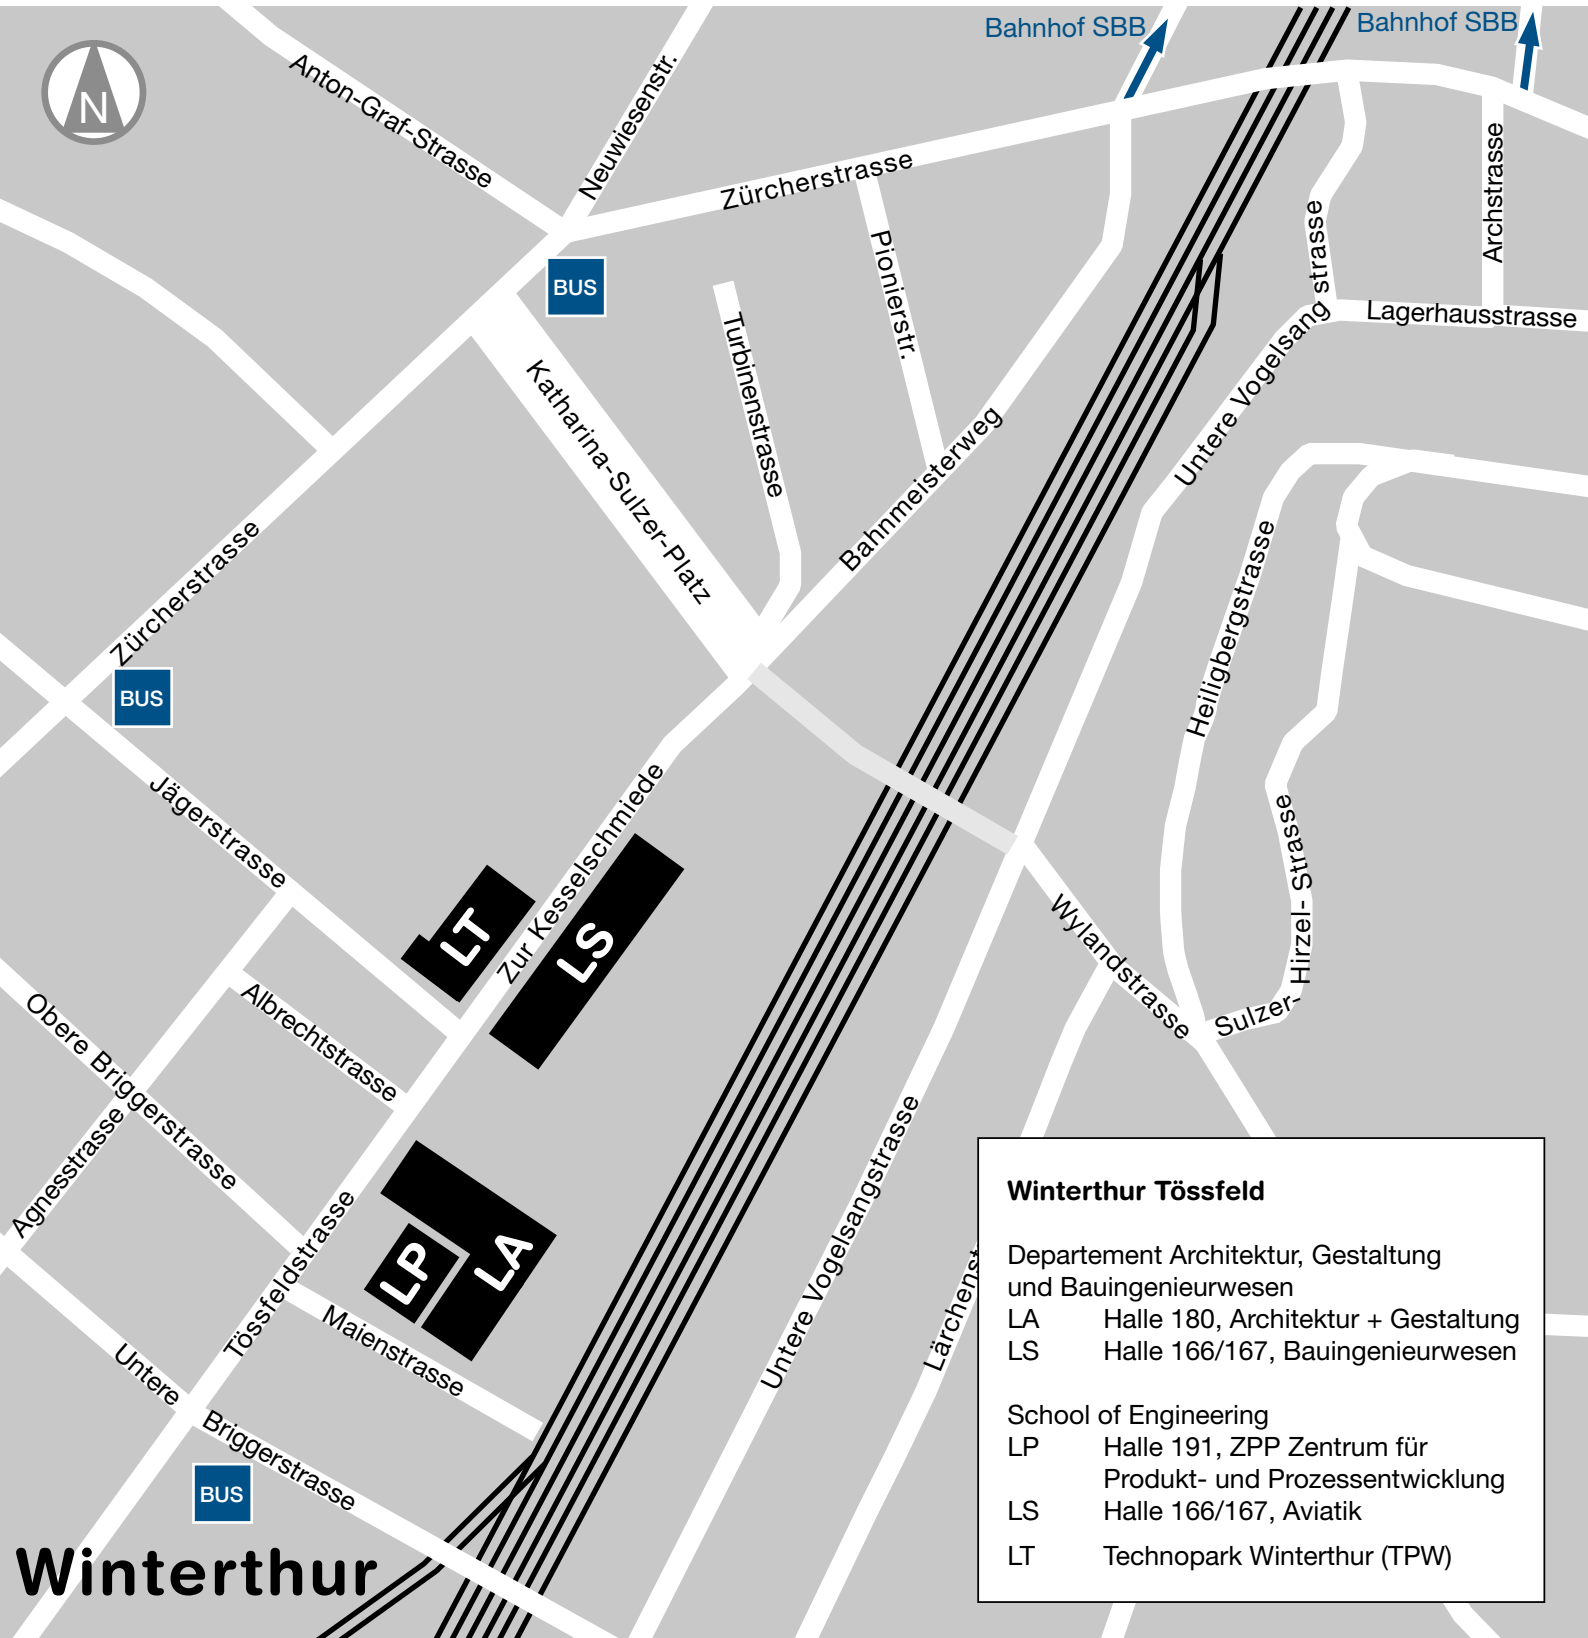 Bahnhof SBB
Bahnhof SBB
N
Anton-Graf-Strasse
Neuwiesenstr.
Zürcherstrasse
Archstrasse
Pionierstr.
Untere Vogelsang strasse
Lagerhausstrasse
BUS
Turbinenstrasse
Katharina-Sulzer-Platz
Bahnmeisterweg
Zürcherstrasse
Heiligbergstrasse
BUS
Jägerstrasse
Zur Kesselschmiede
Sulzer- Hirzel- Strasse
LT
LS
Wylandstrasse
Albrechtstrasse
Obere Briggerstrasse
Agnesstrasse
Tössfeldstrasse
Untere Vogelsangstrasse
LP
LA
Lärchenst
Maienstrasse
Untere Briggerstrasse
BUS
Winterthur
Winterthur Tössfeld
Departement Architektur, Gestaltung
und Bauingenieurwesen
LA Halle 180, Architektur + Gestaltung
LS Halle 166/167, Bauingenieurwesen
School of Engineering
LP Halle 191, ZPP Zentrum für
Produkt- und Prozessentwicklung
LS Halle 166/167, Aviatik
LT Technopark Winterthur (TPW)